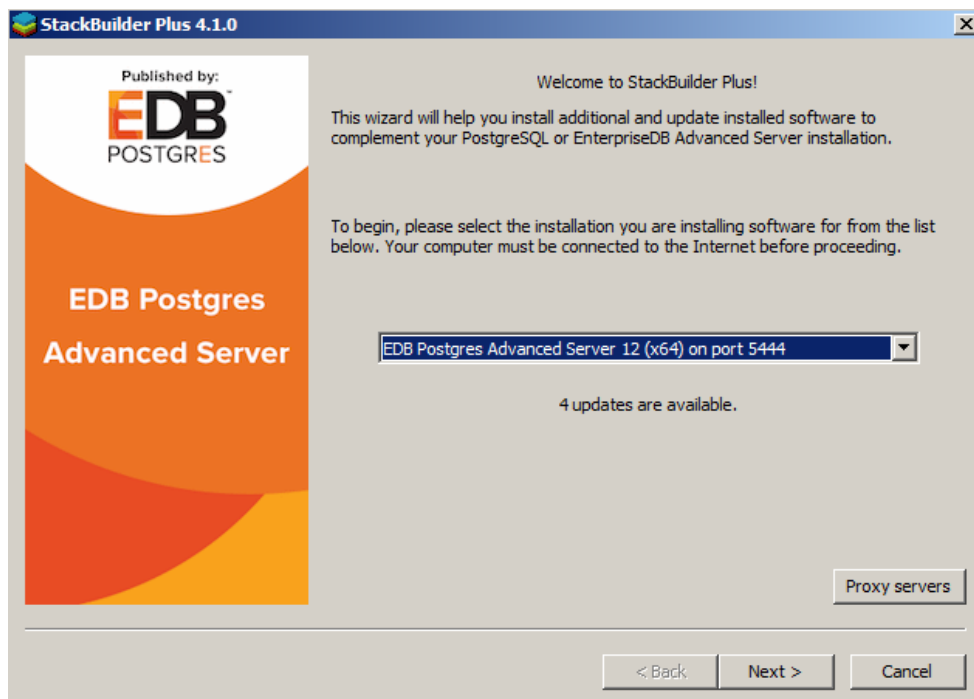 StackBuilder Plus 4.1.0
Published by:
EDB™
POSTGRES
EDB Postgres
Advanced Server
Welcome to StackBuilder Plus!
This wizard will help you install additional and update installed software to
complement your PostgreSQL or EnterpriseDB Advanced Server installation.
To begin, please select the installation you are installing software for from the list
below. Your computer must be connected to the Internet before proceeding.
EDB Postgres Advanced Server 12 (x64) on port 5444
4 updates are available.
Proxy servers
< Back
Next >
Cancel